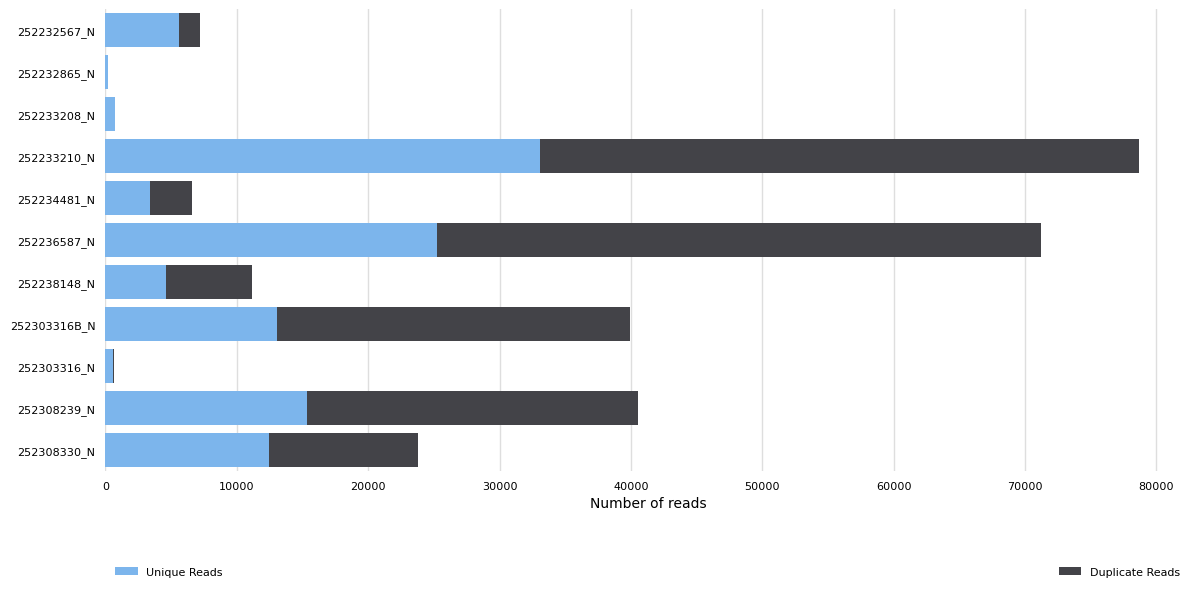 252232567_N
252232865_N
252233208_N
252233210_N
252234481_N
252236587_N
252238148_N
252303316B_N
252303316_N
252308239_N
252308330_N
0 10000 20000 30000 40000 50000 60000 70000 80000
Number of reads
Unique Reads Duplicate Reads